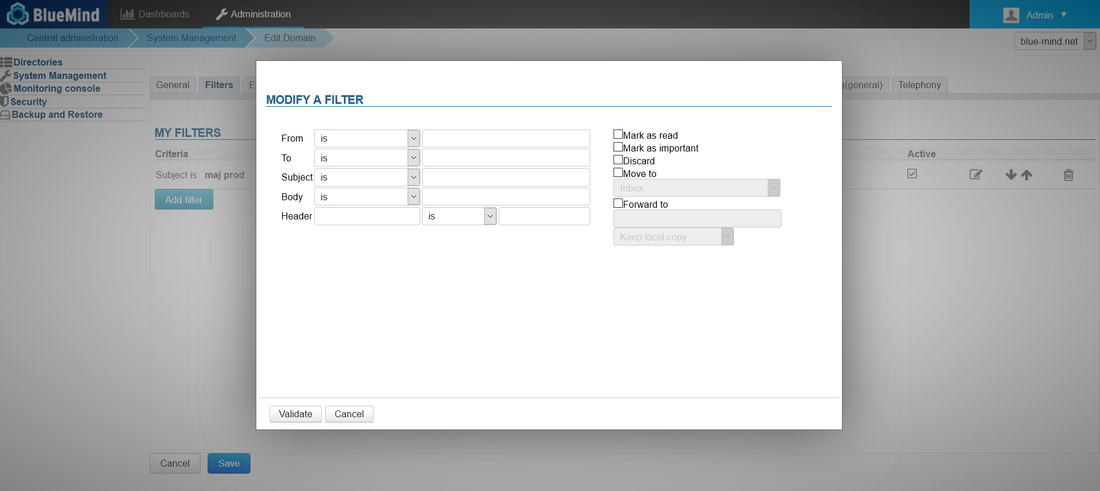 BlueMind Dashboards Administration Admin
Central administration System Management Edit Domain blue-mind.net
Directories
System Management
Monitoring console
Security
Backup and Restore
General Filters (general) Telephony
MY FILTERS
Criteria Active
Subject is maj prod
Add filter
MODIFY A FILTER
From is
To is
Subject is
Body is
Header is
Mark as read
Mark as important
Discard
Move to
Inbox
Forward to
Keep local copy
Validate Cancel
Cancel Save